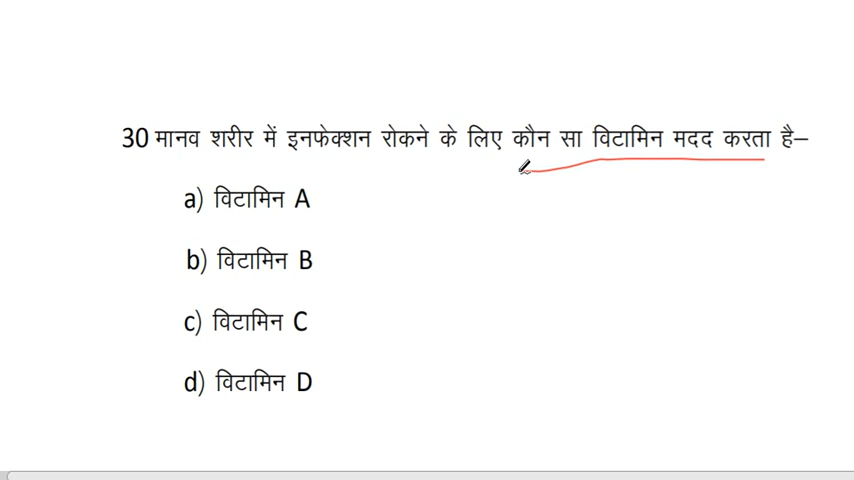 30 मानव शरीर में इनफेक्शन रोकने के लिए कौन सा विटामिन मदद करता है–
a) विटामिन A
b) विटामिन B
c) विटामिन C
d) विटामिन D